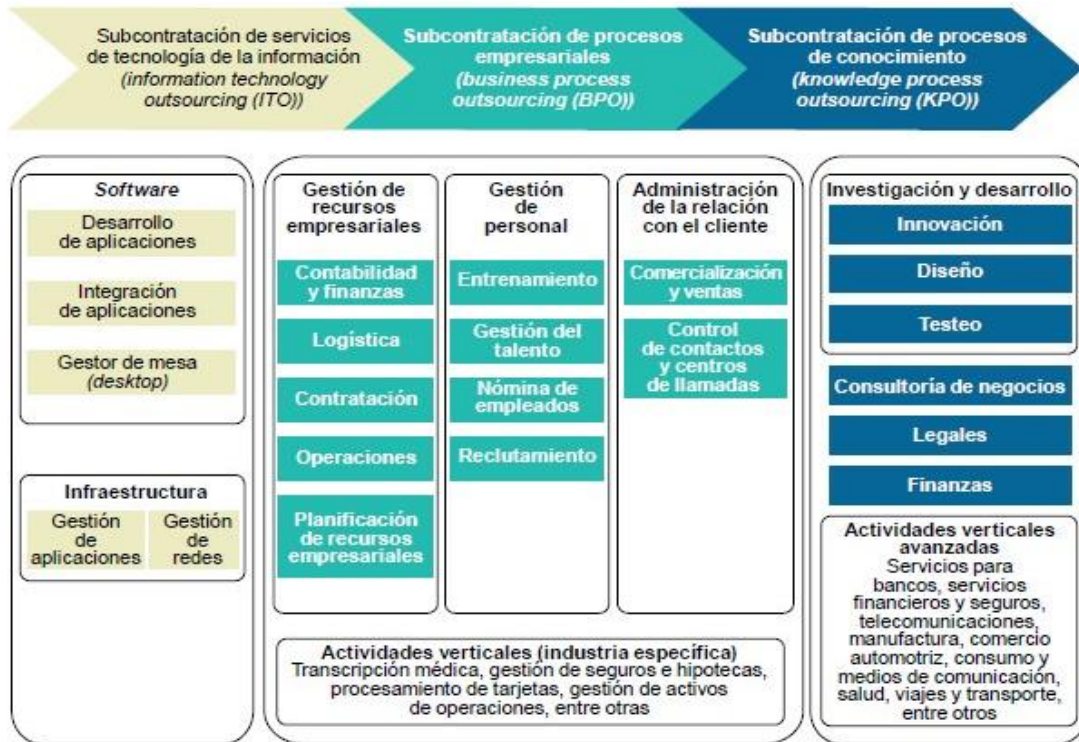 Subcontratación de servicios
de tecnología de la información
(information technology
outsourcing (ITO))
Subcontratación de procesos
empresariales
(business process
outsourcing (BPO))
Subcontratación de procesos
de conocimiento
(knowledge process
outsourcing (KPO))
Software
Desarrollo
de aplicaciones
Integración
de aplicaciones
Gestor de mesa
(desktop)
Infraestructura
Gestión
de
aplicaciones
Gestión
de
redes
Gestión de
recursos
empresariales
Contabilidad
y finanzas
Logística
Contratación
Operaciones
Planificación
de recursos
empresariales
Gestión
de
personal
Entrenamiento
Gestión del
talento
Nómina de
empleados
Reclutamiento
Administración
de la relación
con el cliente
Comercialización
y ventas
Control
de contactos
y centros
de llamadas
Actividades verticales (industria específica)
Transcripción médica, gestión de seguros e hipotecas,
procesamiento de tarjetas, gestión de activos
de operaciones, entre otras
Investigación y desarrollo
Innovación
Diseño
Testeo
Consultoría de negocios
Legales
Finanzas
Actividades verticales
avanzadas
Servicios para
bancos, servicios
financieros y seguros,
telecomunicaciones,
manufactura, comercio
automotriz, consumo y
medios de comunicación,
salud, viajes y transporte,
entre otros